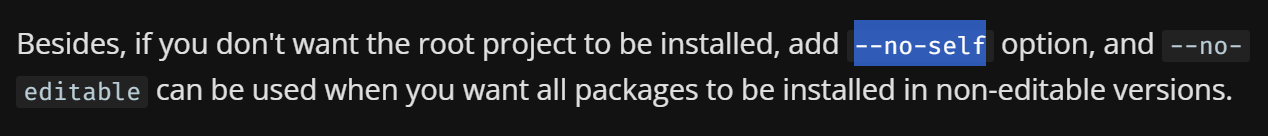 Besides, if you don't want the root project to be installed, add --no-self option, and --no-
editable can be used when you want all packages to be installed in non-editable versions.